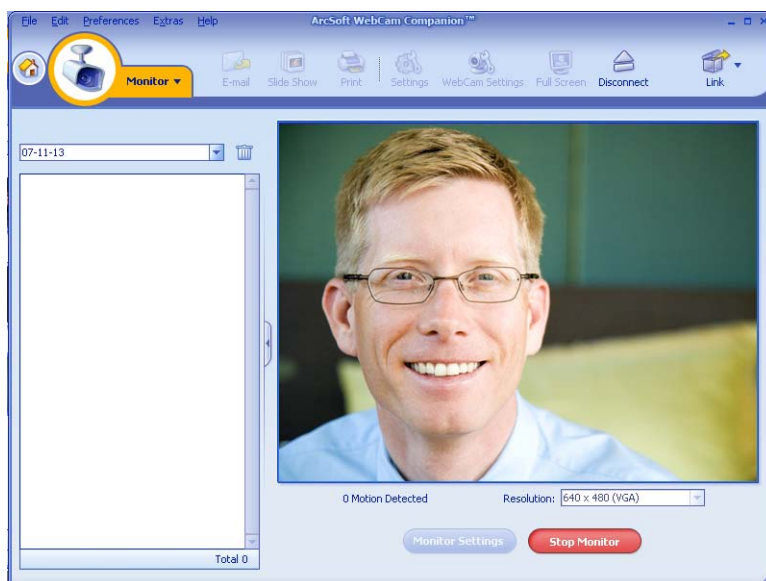 File Edit Preferences Extras Help ArcSoft WebCam Companion™
Monitor
E-mail Slide Show Print Settings WebCam Settings Full Screen Disconnect Link
07-11-13
0 Motion Detected Resolution: 640 x 480 (VGA)
Monitor Settings Stop Monitor
Total 0